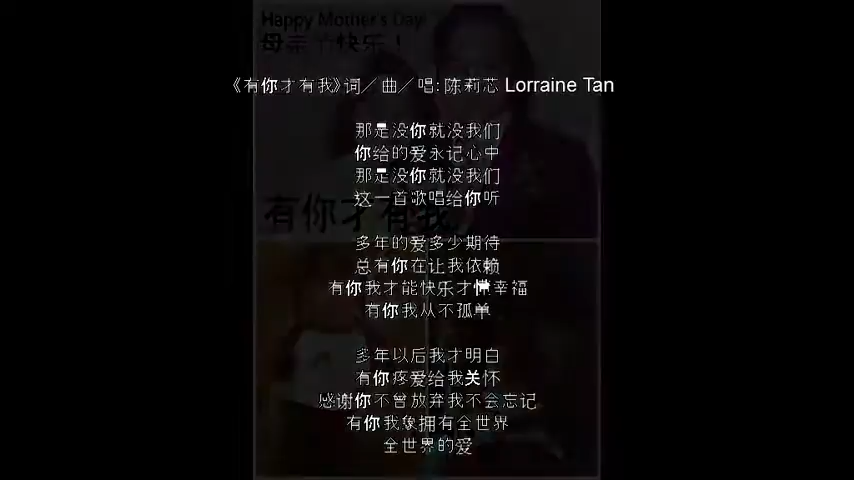 Happy Mother's Day!
母亲节快乐！
《有你才有我》词／曲／唱: 陈莉芯 Lorraine Tan
那是没你就没我们
你给的爱永记心中
那是没你就没我们
这一首歌唱给你听
有你才有我
多年的爱多少期待
总有你在让我依赖
有你我才能快乐才懂幸福
有你我从不孤单
多年以后我才明白
有你疼爱给我关怀
感谢你不曾放弃我不会忘记
有你我象拥有全世界
全世界的爱